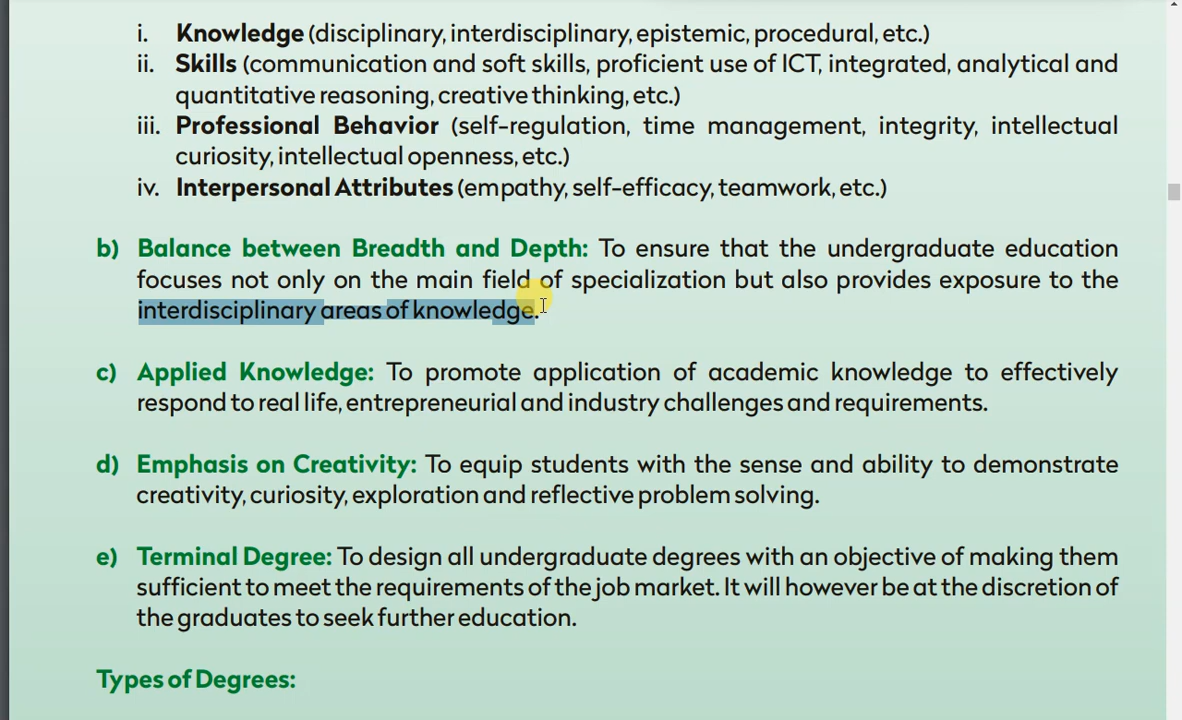 i. Knowledge (disciplinary, interdisciplinary, epistemic, procedural, etc.)
ii. Skills (communication and soft skills, proficient use of ICT, integrated, analytical and
quantitative reasoning, creative thinking, etc.)
iii. Professional Behavior (self-regulation, time management, integrity, intellectual
curiosity, intellectual openness, etc.)
iv. Interpersonal Attributes (empathy, self-efficacy, teamwork, etc.)
b) Balance between Breadth and Depth: To ensure that the undergraduate education
focuses not only on the main field of specialization but also provides exposure to the
interdisciplinary areas of knowledge.
c) Applied Knowledge: To promote application of academic knowledge to effectively
respond to real life, entrepreneurial and industry challenges and requirements.
d) Emphasis on Creativity: To equip students with the sense and ability to demonstrate
creativity, curiosity, exploration and reflective problem solving.
e) Terminal Degree: To design all undergraduate degrees with an objective of making them
sufficient to meet the requirements of the job market. It will however be at the discretion of
the graduates to seek further education.
Types of Degrees: